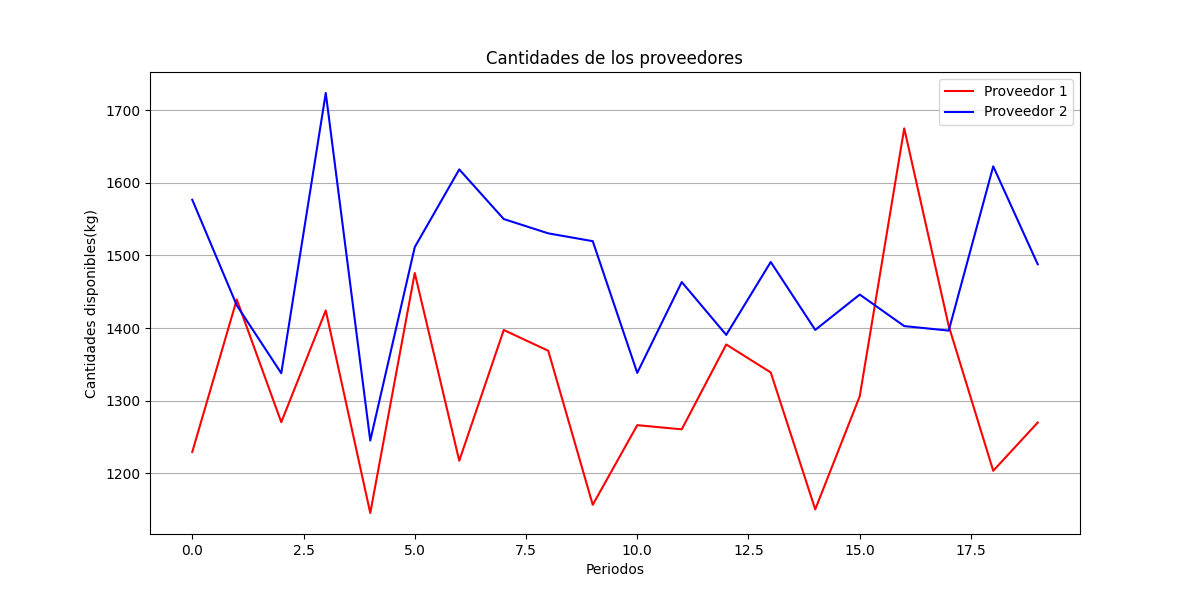 Cantidades de los proveedores
Proveedor 1
Proveedor 2
1700
1600
1500
1400
1300
1200
Cantidades disponibles(kg)
0.0 2.5 5.0 7.5 10.0 12.5 15.0 17.5
Periodos